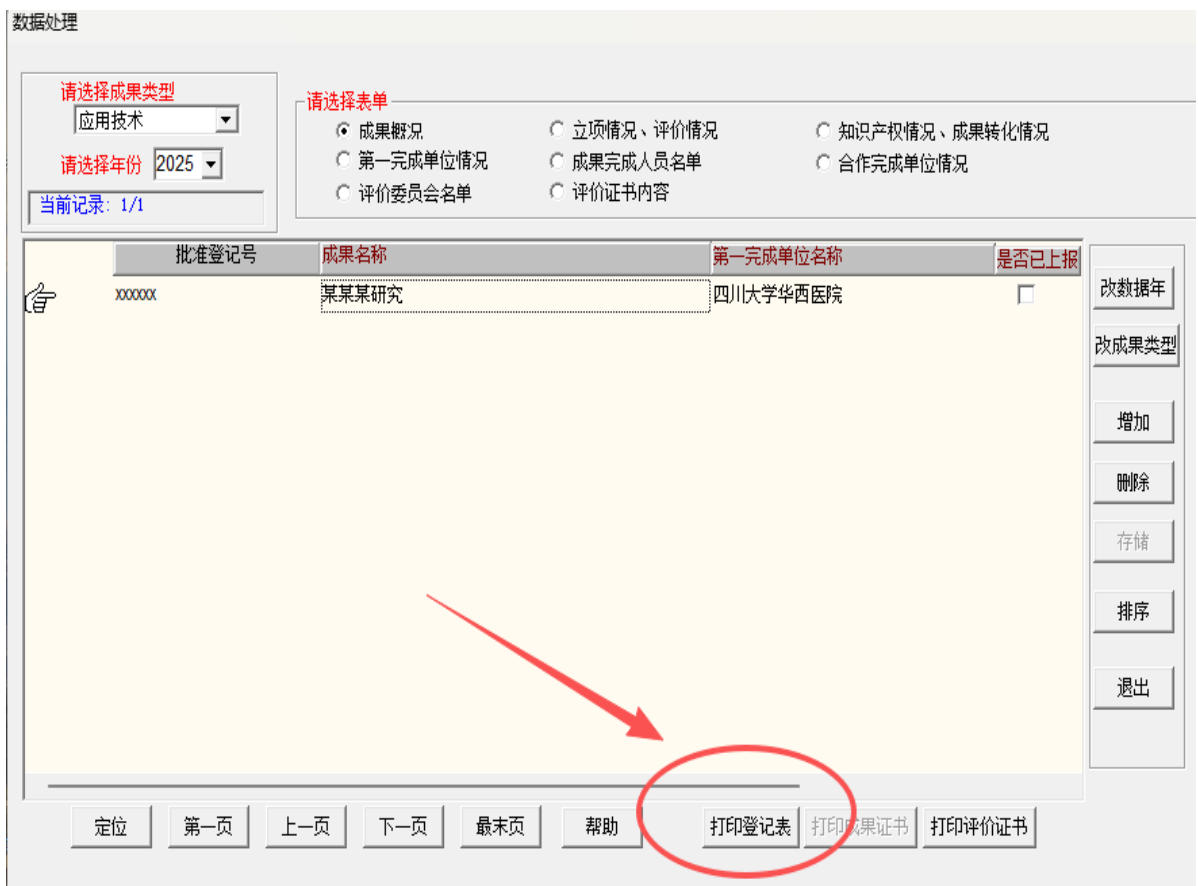 数据处理
请选择成果类型
应用技术
请选择年份 2025
当前记录: 1/1
请选择表单
成果概况 立项情况、评价情况 知识产权情况、成果转化情况
第一完成单位情况 成果完成人员名单 合作完成单位情况
评价委员会名单 评价证书内容
批准登记号 成果名称 第一完成单位名称 是否已上报
xxxxxx 某某某研究 四川大学华西医院
改数据年
改成果类型
增加
删除
存储
排序
退出
定位 第一页 上一页 下一页 最末页 帮助 打印登记表 打印成果证书 打印评价证书